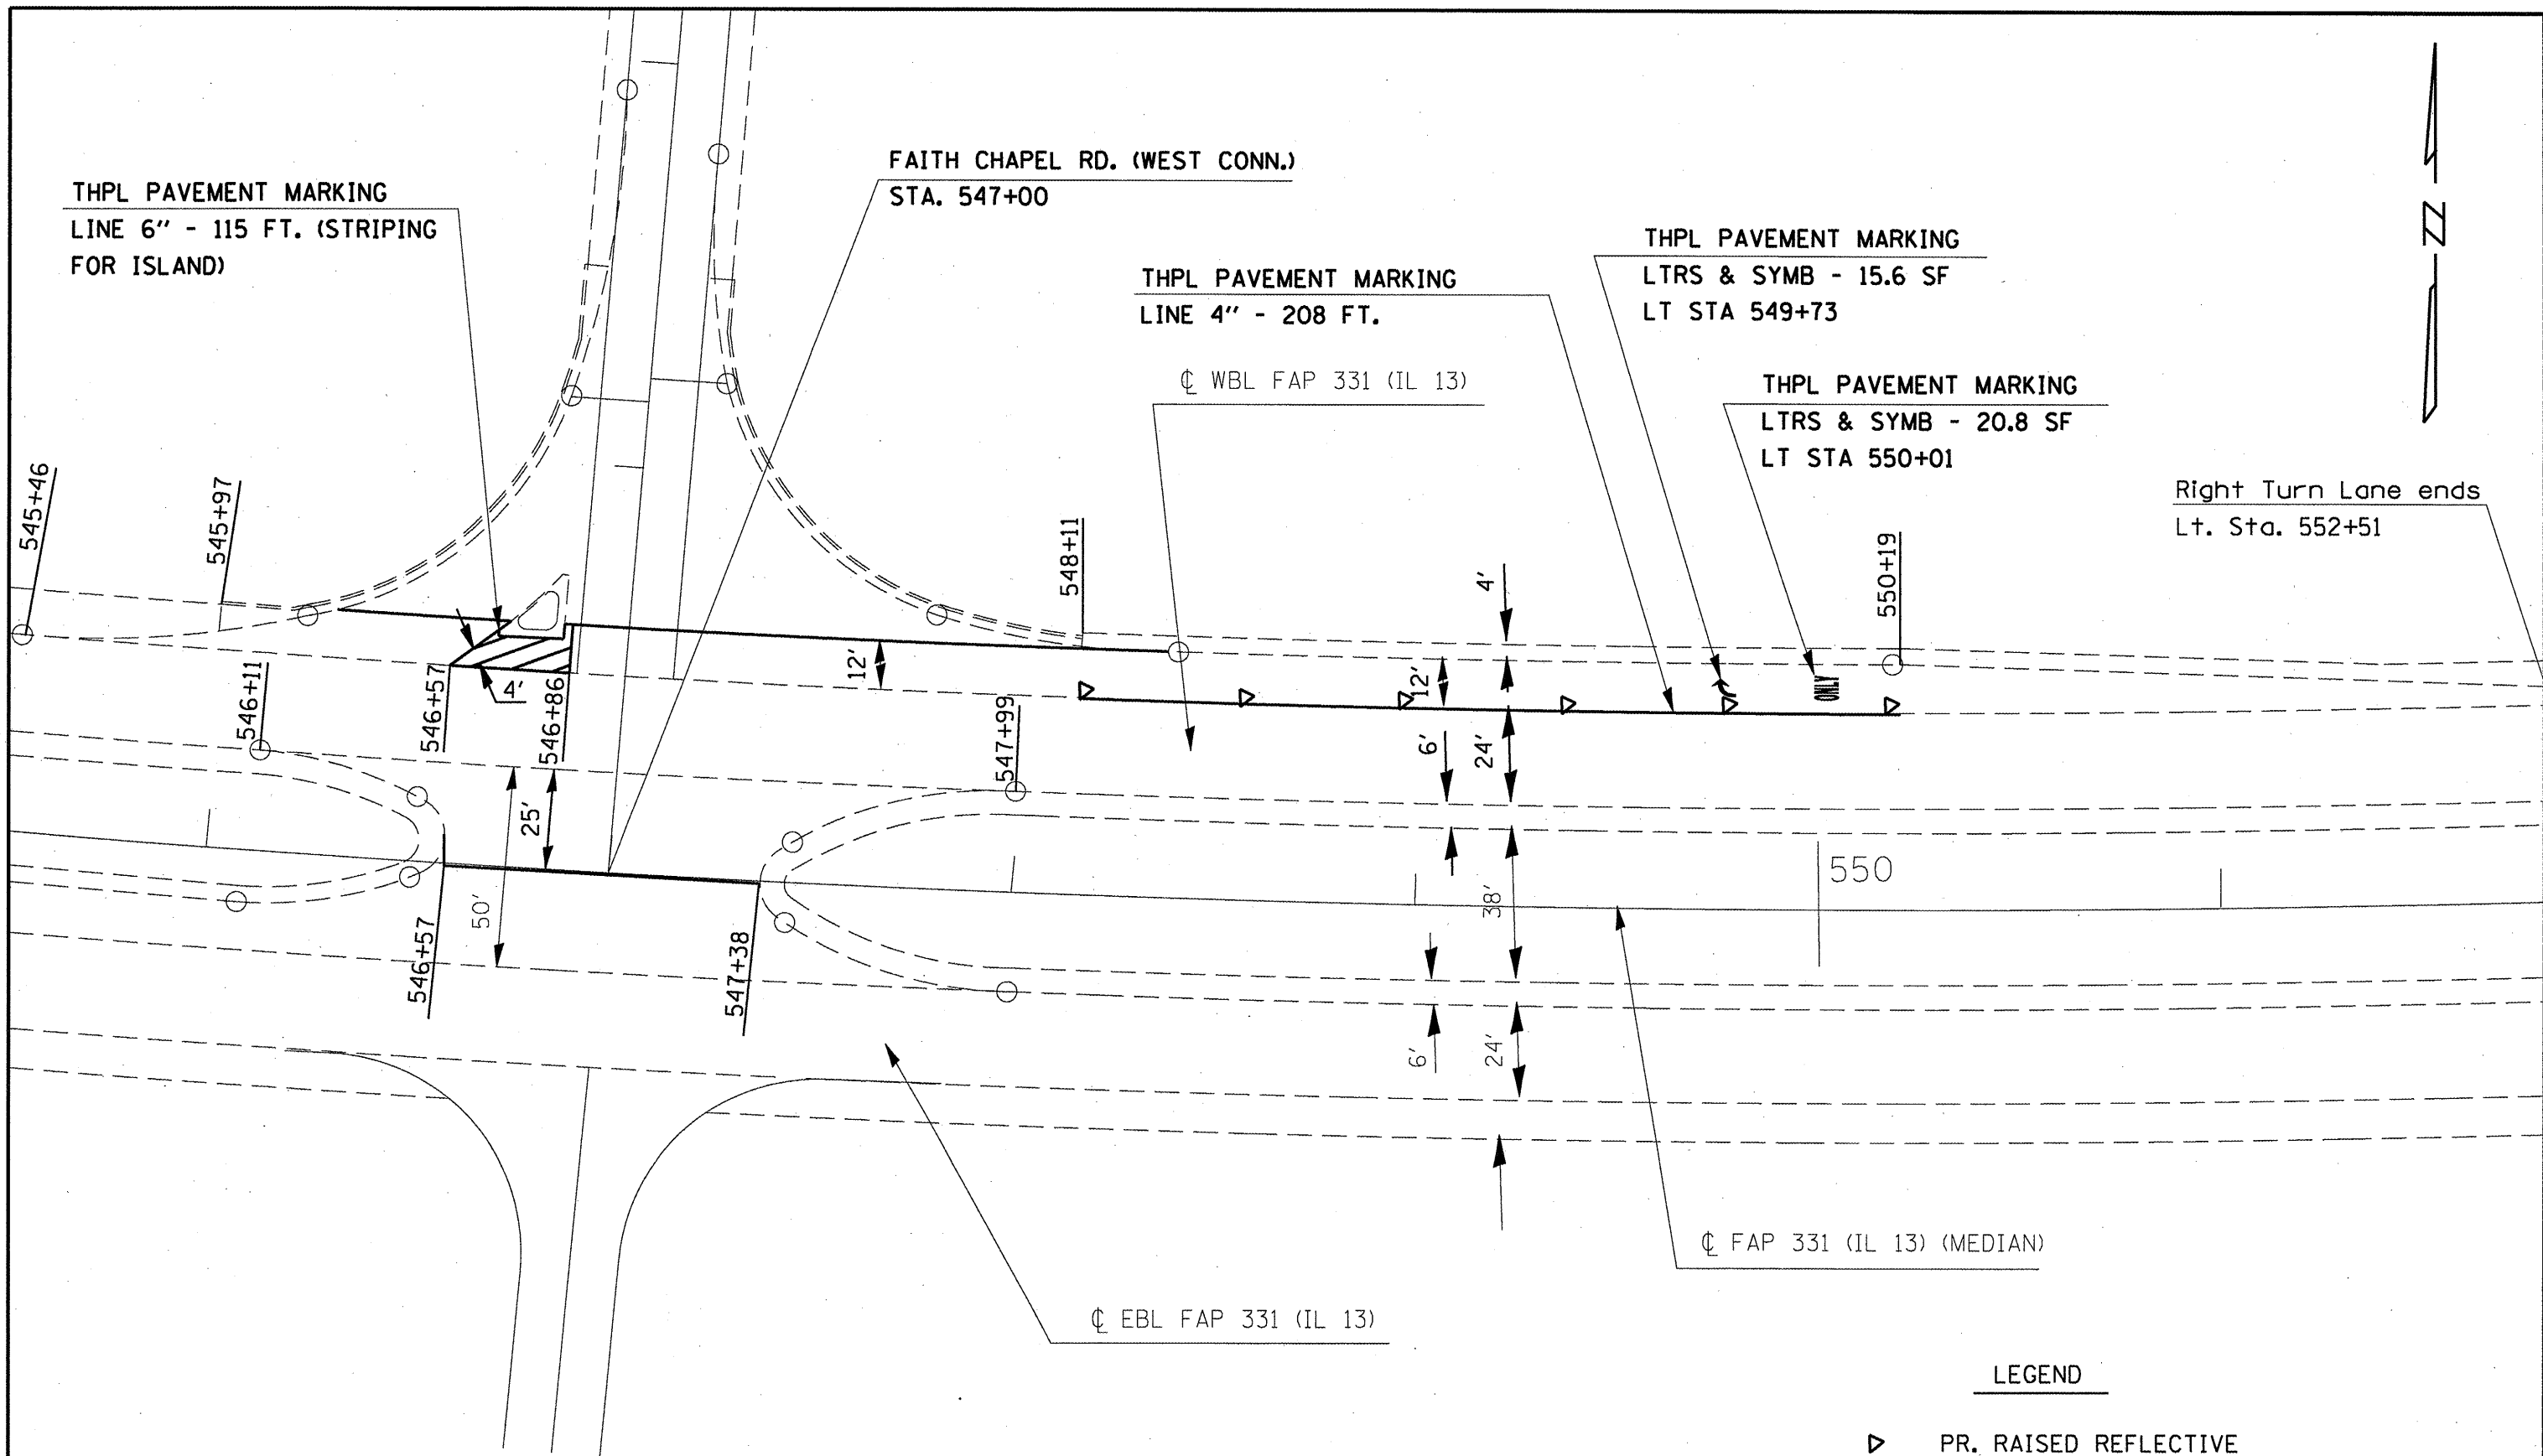 THPL PAVEMENT MARKING
LINE 6" - 115 FT. (STRIPING
FOR ISLAND)
FAITH CHAPEL RD. (WEST CONN.)
STA. 547+00
THPL PAVEMENT MARKING
LINE 4" - 208 FT.
℄ WBL FAP 331 (IL 13)
THPL PAVEMENT MARKING
LTRS & SYMB - 15.6 SF
LT STA 549+73
THPL PAVEMENT MARKING
LTRS & SYMB - 20.8 SF
LT STA 550+01
Right Turn Lane ends
Lt. Sta. 552+51
N
545+46
545+97
546+11
546+57
4'
546+86
12'
547+99
548+11
4'
12'
6'
24'
ONLY
550+19
25'
50'
546+57
547+38
38'
550
6'
24'
℄ FAP 331 (IL 13) (MEDIAN)
℄ EBL FAP 331 (IL 13)
LEGEND
PR. RAISED REFLECTIVE